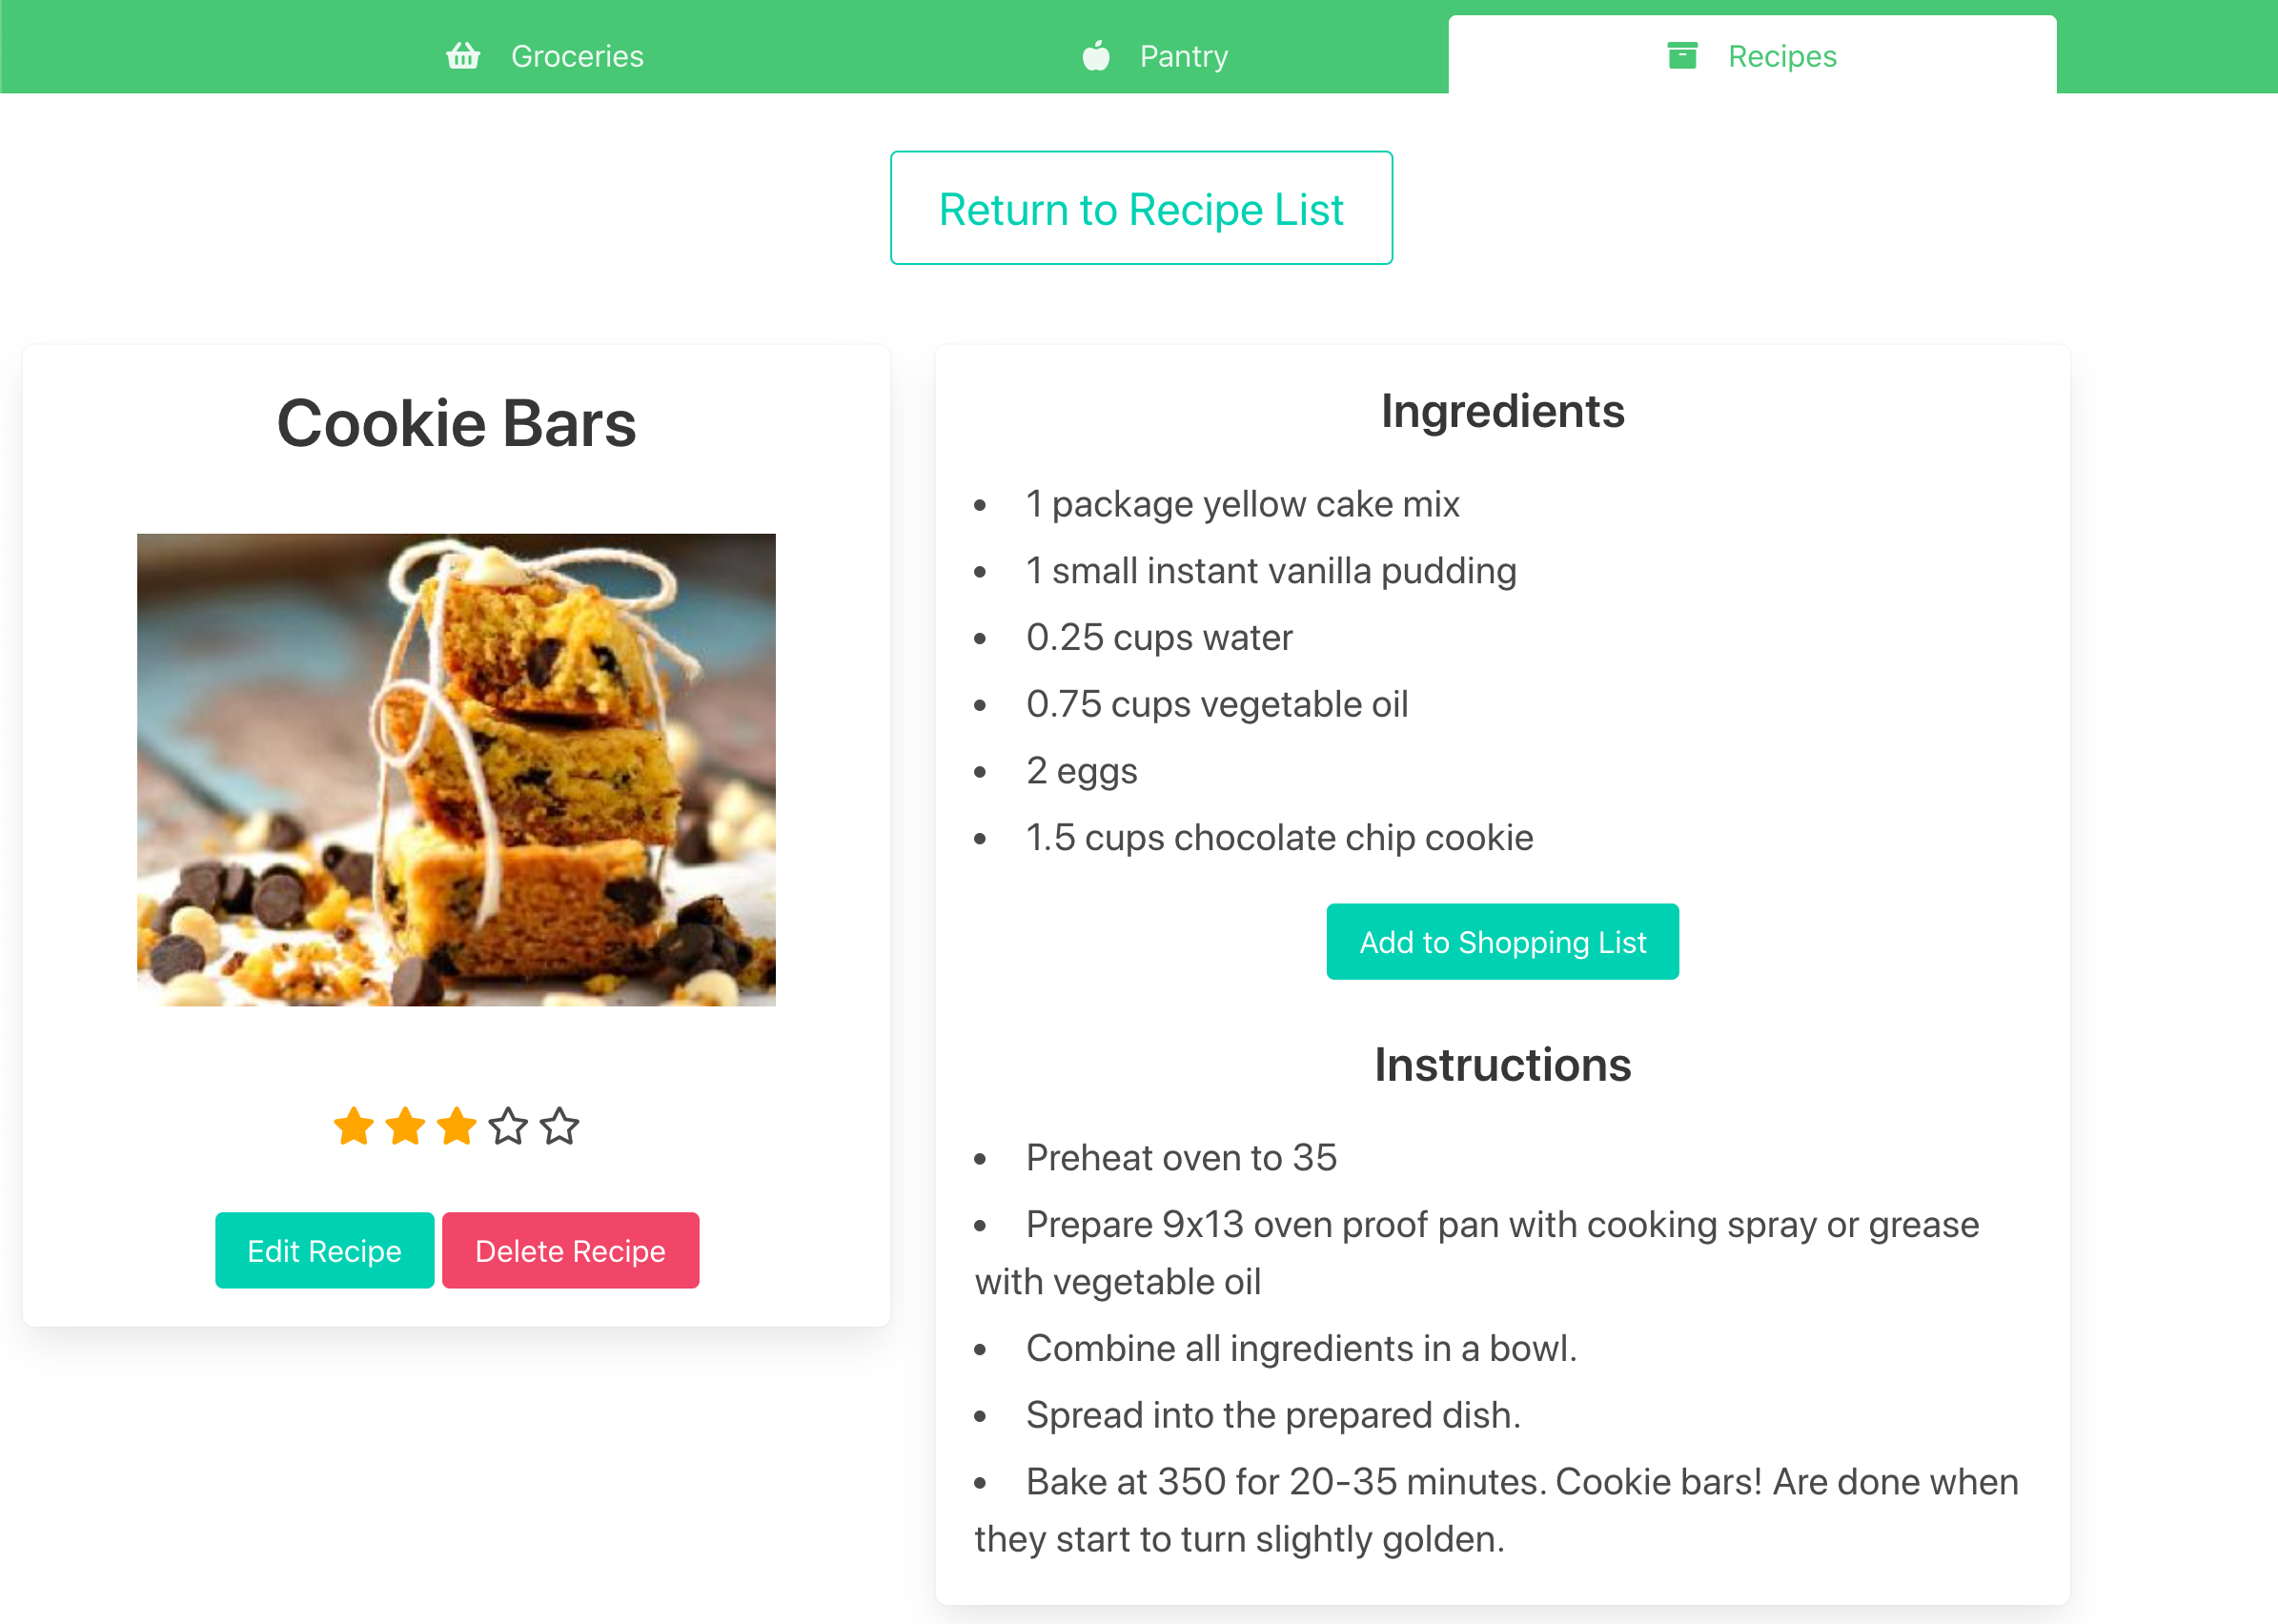 Groceries
Pantry
Recipes
Return to Recipe List
Cookie Bars
Edit Recipe
Delete Recipe
Ingredients
1 package yellow cake mix
1 small instant vanilla pudding
0.25 cups water
0.75 cups vegetable oil
2 eggs
1.5 cups chocolate chip cookie
Add to Shopping List
Instructions
Preheat oven to 35
Prepare 9x13 oven proof pan with cooking spray or grease
with vegetable oil
Combine all ingredients in a bowl.
Spread into the prepared dish.
Bake at 350 for 20-35 minutes. Cookie bars! Are done when
they start to turn slightly golden.